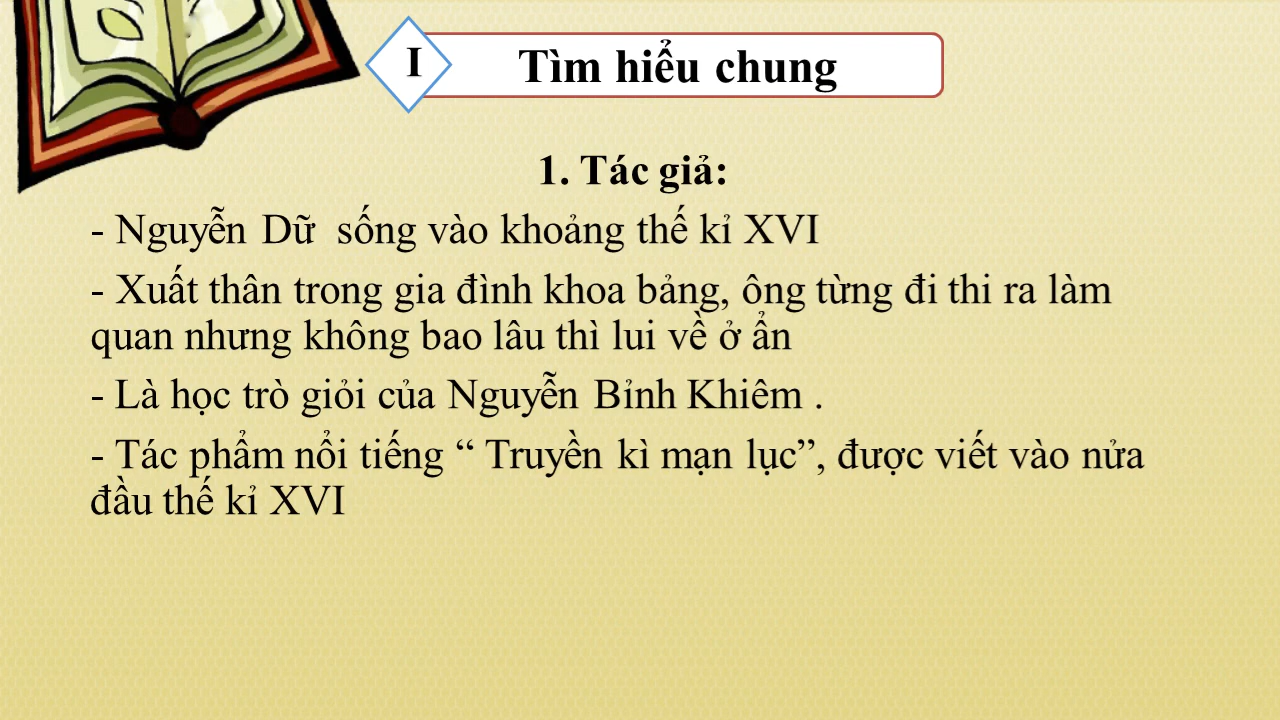 I
Tìm hiểu chung
1. Tác giả:
- Nguyễn Dữ sống vào khoảng thế kỉ XVI
- Xuất thân trong gia đình khoa bảng, ông từng đi thi ra làm
quan nhưng không bao lâu thì lui về ở ẩn
- Là học trò giỏi của Nguyễn Bỉnh Khiêm .
- Tác phẩm nổi tiếng “ Truyền kì mạn lục”, được viết vào nửa
đầu thế kỉ XVI